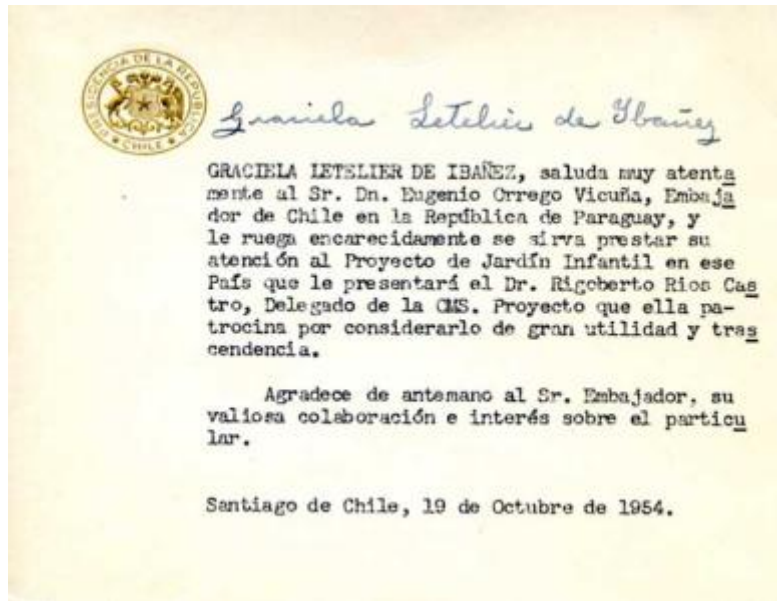 PRESIDENCIA DE LA REPUBLICA
CHILE
Graciela Letelier de Ybañez
GRACIELA LETELIER DE IBAÑEZ, saluda muy atenta
mente al Sr. Dn. Eugenio Orrego Vicuña, Embaja
dor de Chile en la República de Paraguay, y
le ruega encarecidamente se sirva prestar su
atención al Proyecto de Jardín Infantil en ese
País que le presentará el Dr. Rigoberto Rios Cas
tro, Delegado de la CMS. Proyecto que ella pa-
trocina por considerarlo de gran utilidad y tras
cendencia.
Agradece de antemano al Sr. Embajador, su
valiosa colaboración e interés sobre el particu
lar.
Santiago de Chile, 19 de Octubre de 1954.